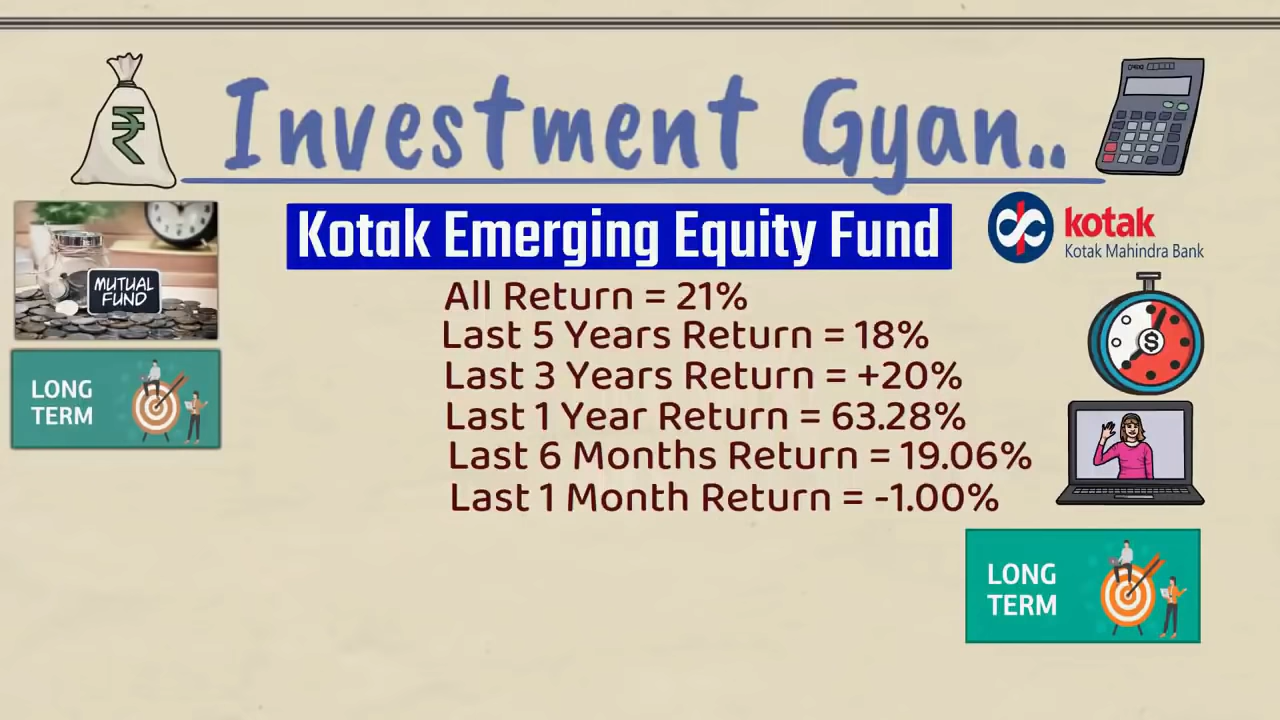 Investment Gyan..
Kotak Emerging Equity Fund
kotak
Kotak Mahindra Bank
MUTUAL
FUND
All Return = 21%
Last 5 Years Return = 18%
Last 3 Years Return = +20%
Last 1 Year Return = 63.28%
Last 6 Months Return = 19.06%
Last 1 Month Return = -1.00%
LONG
TERM
LONG
TERM
₹
$